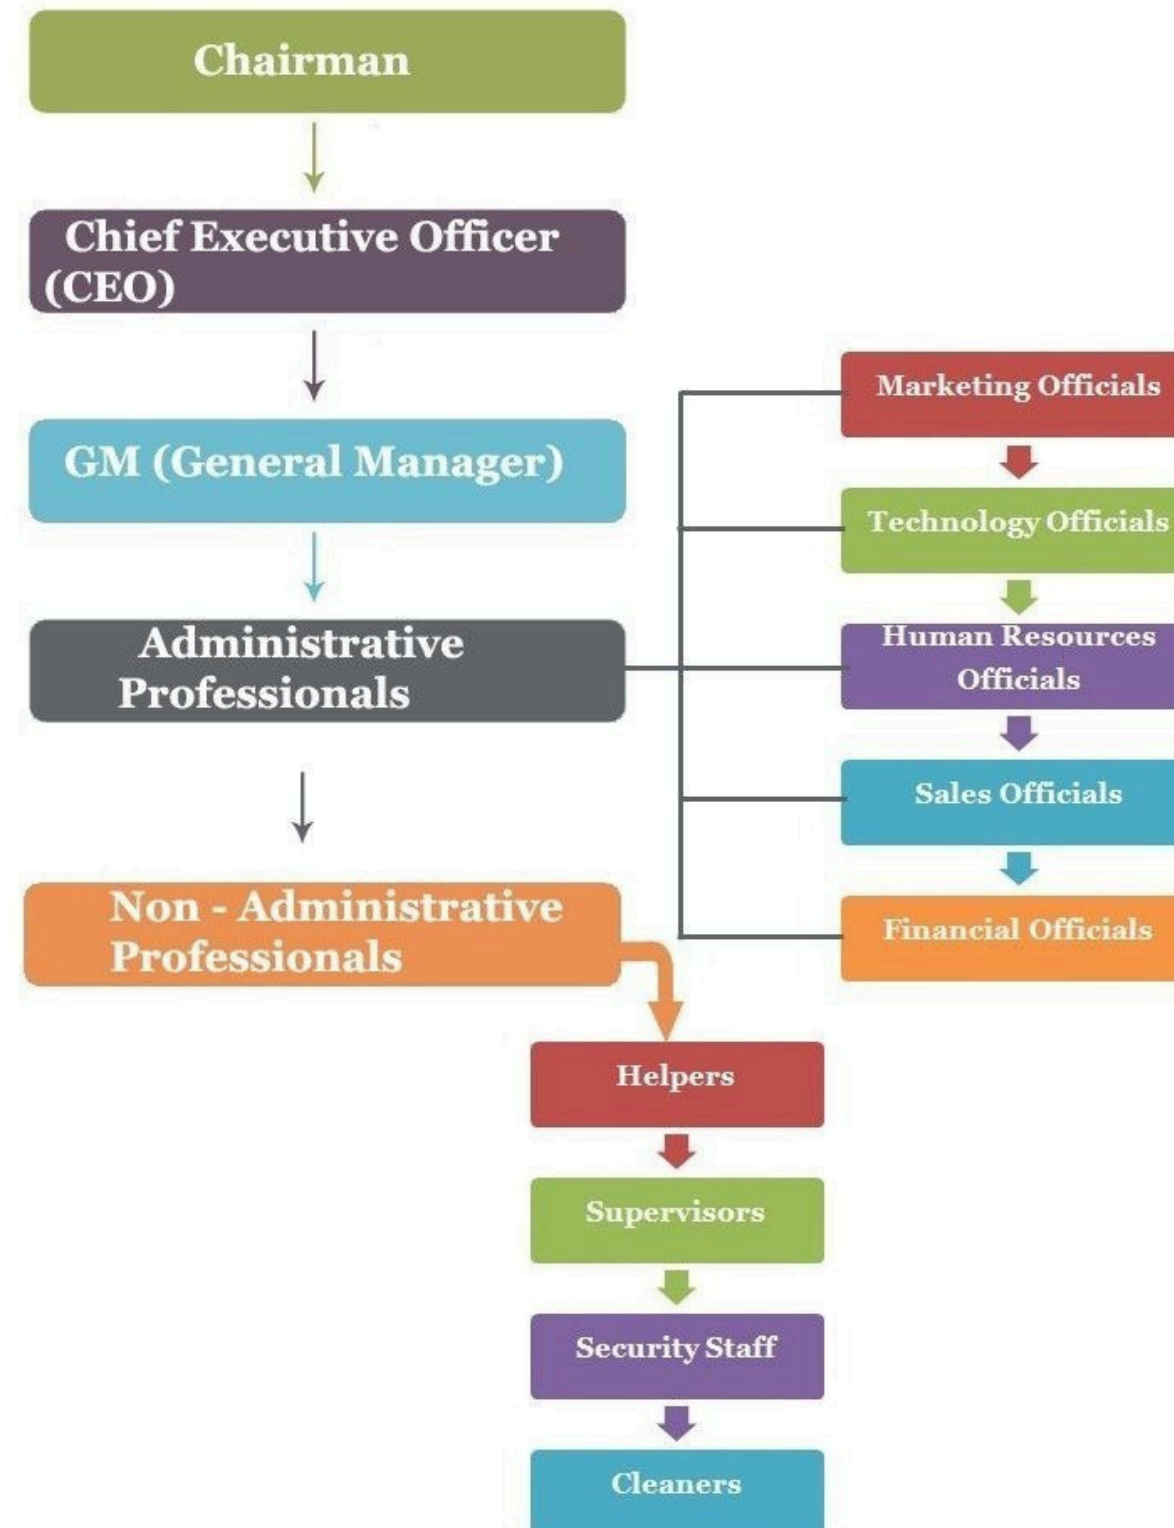 Chairman
Chief Executive Officer
(CEO)
GM (General Manager)
Administrative
Professionals
Non - Administrative
Professionals
Marketing Officials
Technology Officials
Human Resources
Officials
Sales Officials
Financial Officials
Helpers
Supervisors
Security Staff
Cleaners